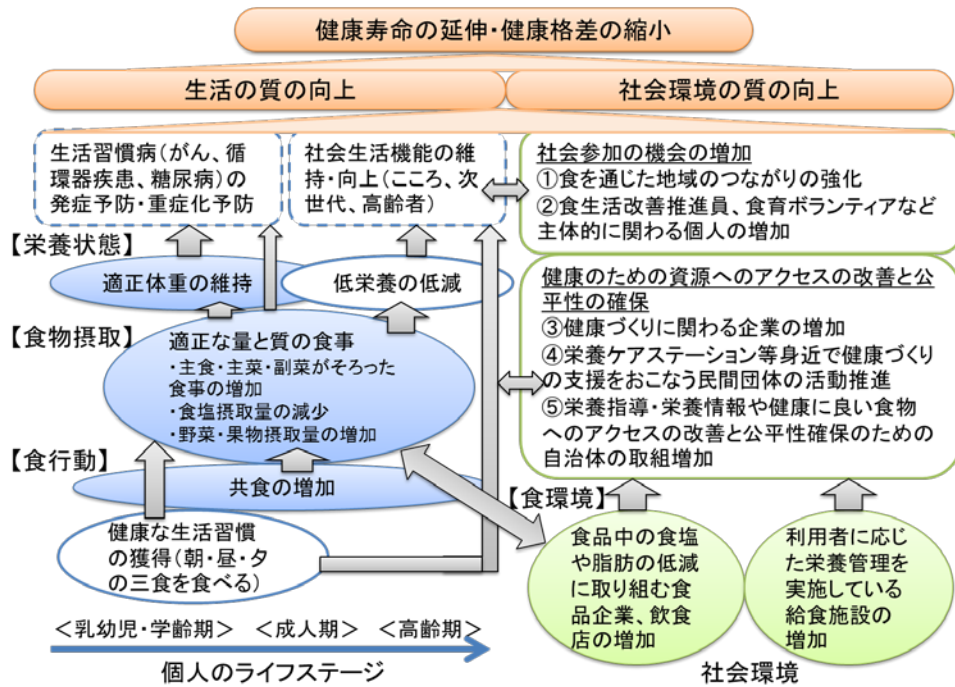 健康寿命の延伸・健康格差の縮小
生活の質の向上
社会環境の質の向上
生活習慣病(がん、循
環器疾患、糖尿病)の
発症予防・重症化予防
社会生活機能の維
持・向上(こころ、次
世代、高齢者)
社会参加の機会の増加
①食を通じた地域のつながりの強化
②食生活改善推進員、食育ボランティアなど
主体的に関わる個人の増加
【栄養状態】
適正体重の維持
低栄養の低減
健康のための資源へのアクセスの改善と公
平性の確保
③健康づくりに関わる企業の増加
④栄養ケアステーション等身近で健康づくり
の支援をおこなう民間団体の活動推進
⑤栄養指導・栄養情報や健康に良い食物
へのアクセスの改善と公平性確保のための
自治体の取組増加
【食物摂取】
適正な量と質の食事
・主食・主菜・副菜がそろった
食事の増加
・食塩摂取量の減少
・野菜・果物摂取量の増加
【食行動】
共食の増加
健康な生活習慣
の獲得(朝・昼・夕
の三食を食べる)
【食環境】
食品中の食塩
や脂肪の低減
に取り組む食
品企業、飲食
店の増加
利用者に応じ
た栄養管理を
実施している
給食施設の
増加
<乳幼児・学齢期>
<成人期>
<高齢期>
個人のライフステージ
社会環境